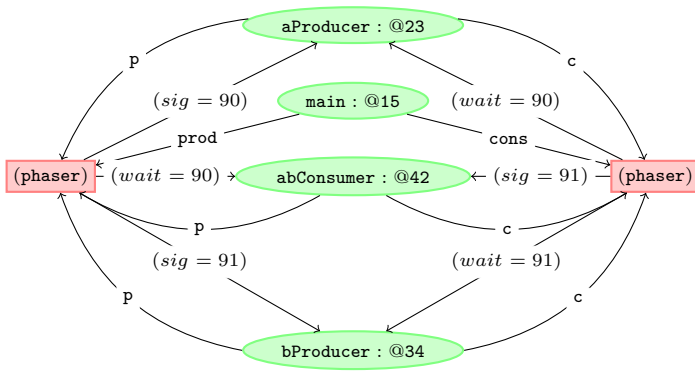 aProducer : @23
p
c
(sig = 90)
main : @15
(wait = 90)
prod
cons
(phaser)
(wait = 90)
abConsumer : @42
(sig = 91)
(phaser)
p
c
(sig = 91)
(wait = 91)
p
c
bProducer : @34